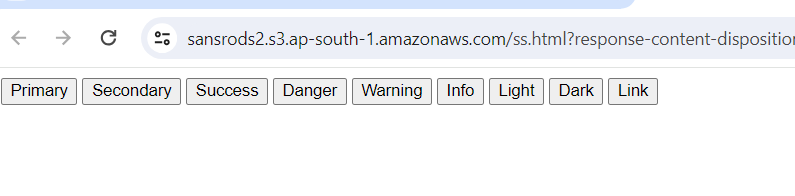 sansrods2.s3.ap-south-1.amazonaws.com/ss.html?response-content-disposition
Primary Secondary Success Danger Warning Info Light Dark Link